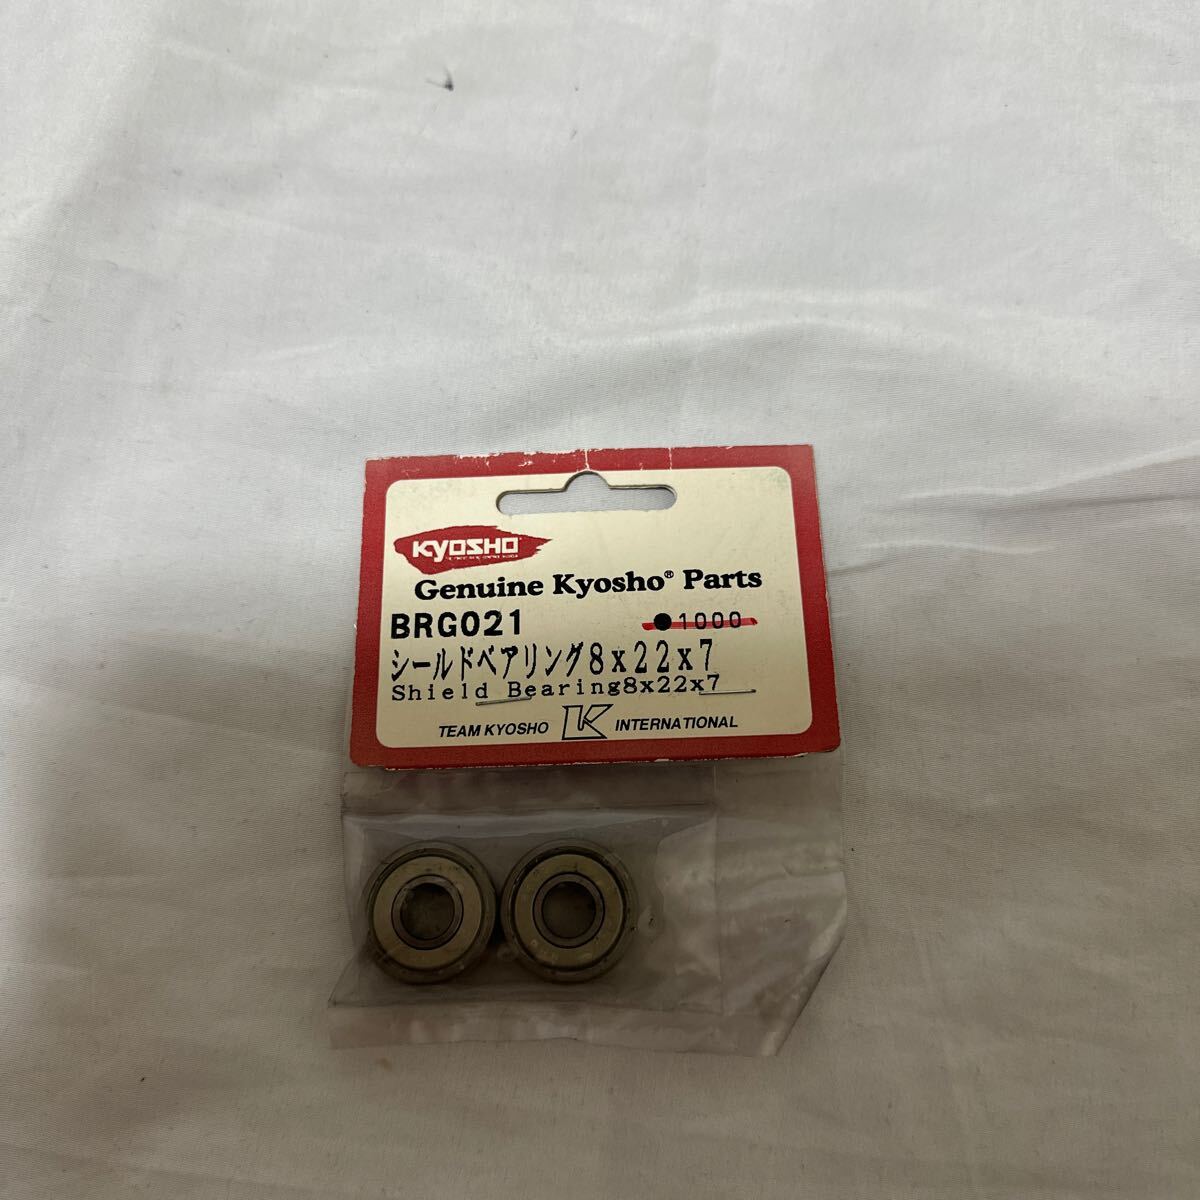 KYOSHO
Genuine Kyosho® Parts
BRG021 ●1000
シールドベアリング8x22x7
Shield Bearing8x22x7
TEAM KYOSHO K INTERNATIONAL